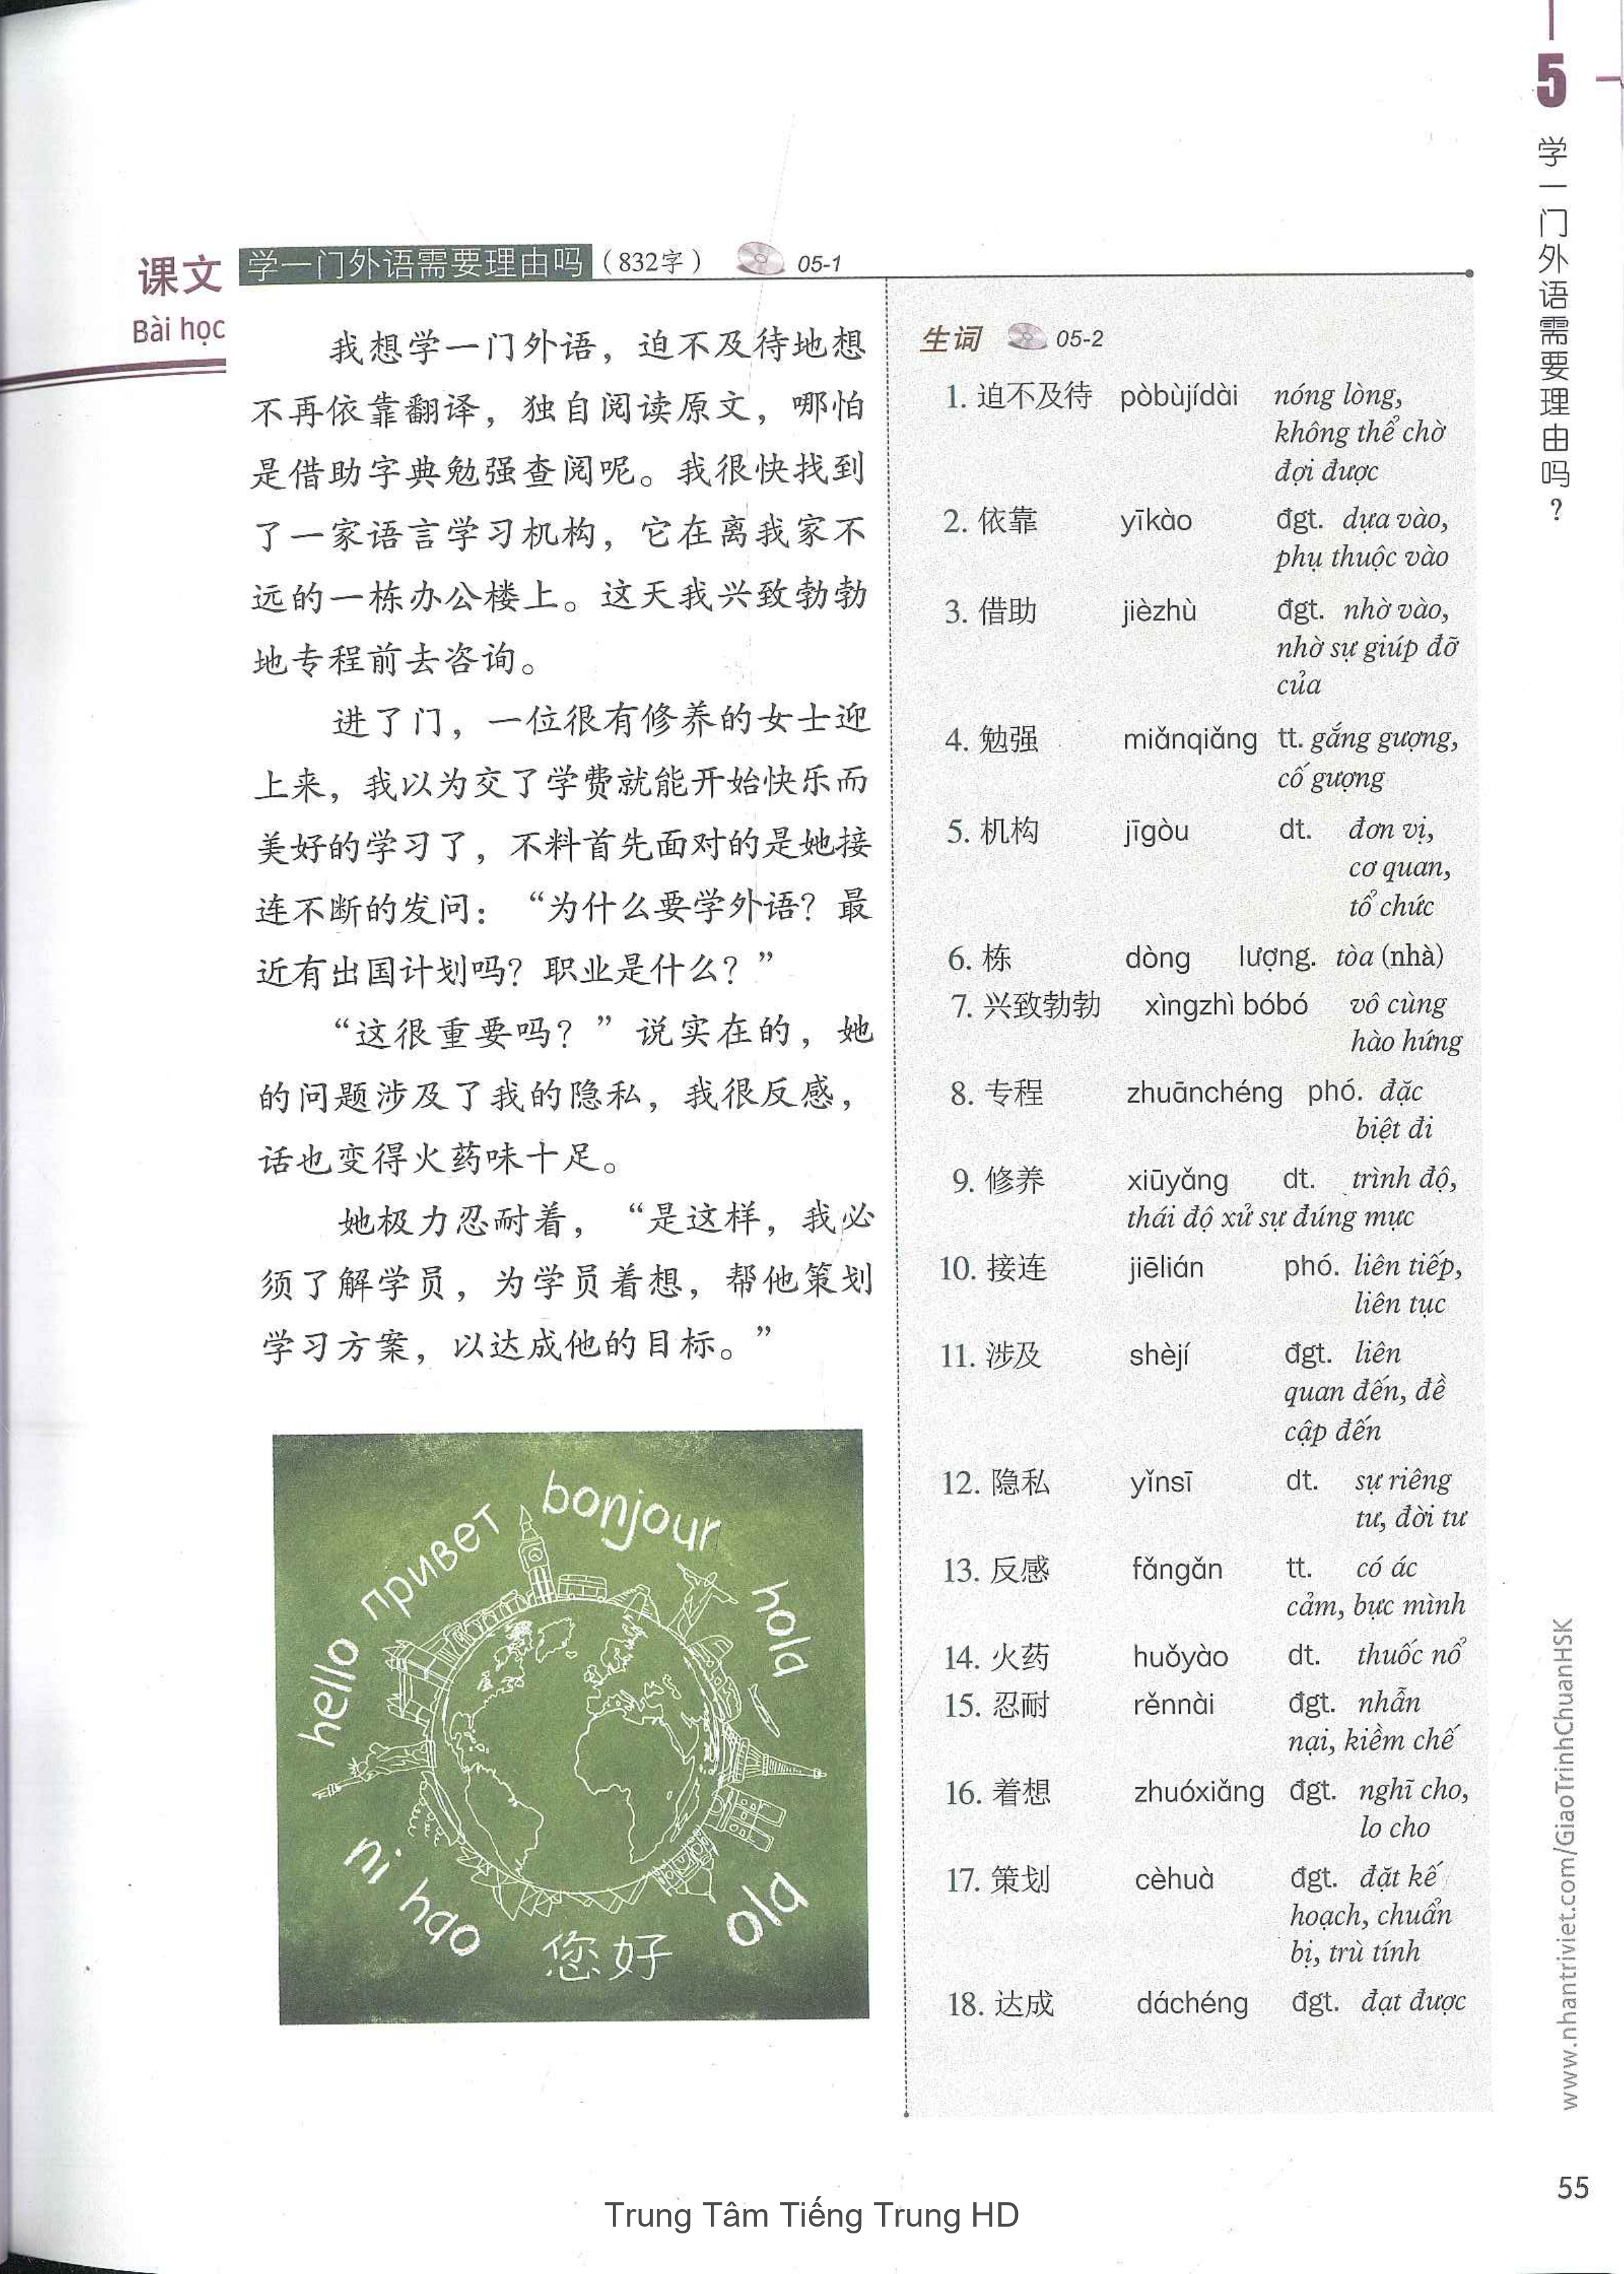 5
学一门外语需要理由吗？
课文
Bài học
学一门外语需要理由吗（832字） 05-1
我想学一门外语，迫不及待地想
不再依靠翻译，独自阅读原文，哪怕
是借助字典勉强查阅呢。我很快找到
了一家语言学习机构，它在离我家不
远的一栋办公楼上。这天我兴致勃勃
地专程前去咨询。
进了门，一位很有修养的女士迎
上来，我以为交了学费就能开始快乐而
美好的学习了，不料首先面对的是她接
连不断的发问：“为什么要学外语？最
近有出国计划吗？职业是什么？”
“这很重要吗？”说实在的，她
的问题涉及了我的隐私，我很反感，
话也变得火药味十足。
她极力忍耐着，“是这样，我必
须了解学员，为学员着想，帮他策划
学习方案，以达成他的目标。”
bonjour
привет
hola
hello
ni hao
您好
ola
生词 05-2
1. 迫不及待 pòbùjídài nóng lòng,
không thể chờ
đợi được
2. 依靠 yīkào đgt. dựa vào,
phụ thuộc vào
3. 借助 jièzhù đgt. nhờ vào,
nhờ sự giúp đỡ
của
4. 勉强 miǎnqiǎng tt. gắng gượng,
cố gượng
5. 机构 jīgòu dt. đơn vị,
cơ quan,
tổ chức
6. 栋 dòng lượng. tòa (nhà)
7. 兴致勃勃 xìngzhì bóbó vô cùng
hào hứng
8. 专程 zhuānchéng phó. đặc
biệt đi
9. 修养 xiūyǎng dt. trình độ,
thái độ xử sự đúng mực
10. 接连 jiēlián phó. liên tiếp,
liên tục
11. 涉及 shèjí đgt. liên
quan đến, đề
cập đến
12. 隐私 yǐnsī dt. sự riêng
tư, đời tư
13. 反感 fǎngǎn tt. có ác
cảm, bực mình
14. 火药 huǒyào dt. thuốc nổ
15. 忍耐 rěnnài đgt. nhẫn
nại, kiềm chế
16. 着想 zhuóxiǎng đgt. nghĩ cho,
lo cho
17. 策划 cèhuà đgt. đặt kế
hoạch, chuẩn
bị, trù tính
18. 达成 dáchéng đgt. đạt được
www.nhantriviet.com/GiaoTrinhChuanHSK
55
Trung Tâm Tiếng Trung HD